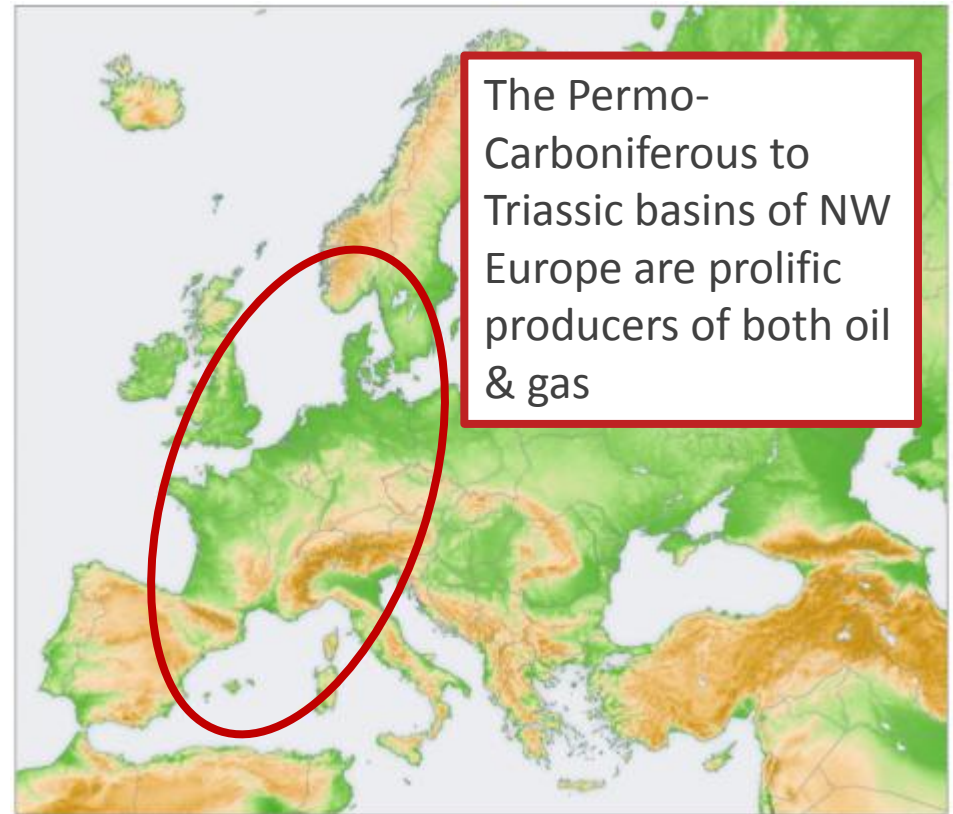 The Permo-
Carboniferous to
Triassic basins of NW
Europe are prolific
producers of both oil
& gas